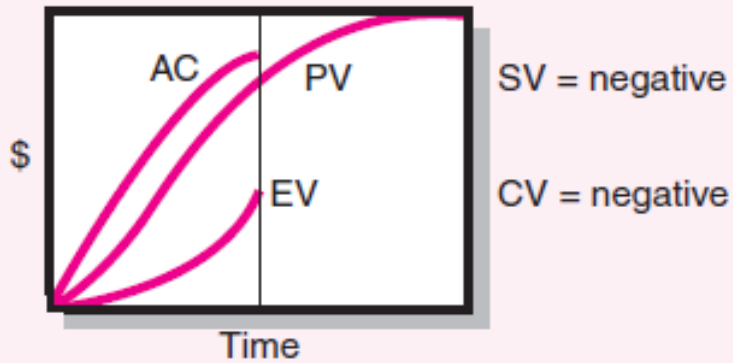 AC
PV
SV = negative
$
EV
CV = negative
Time